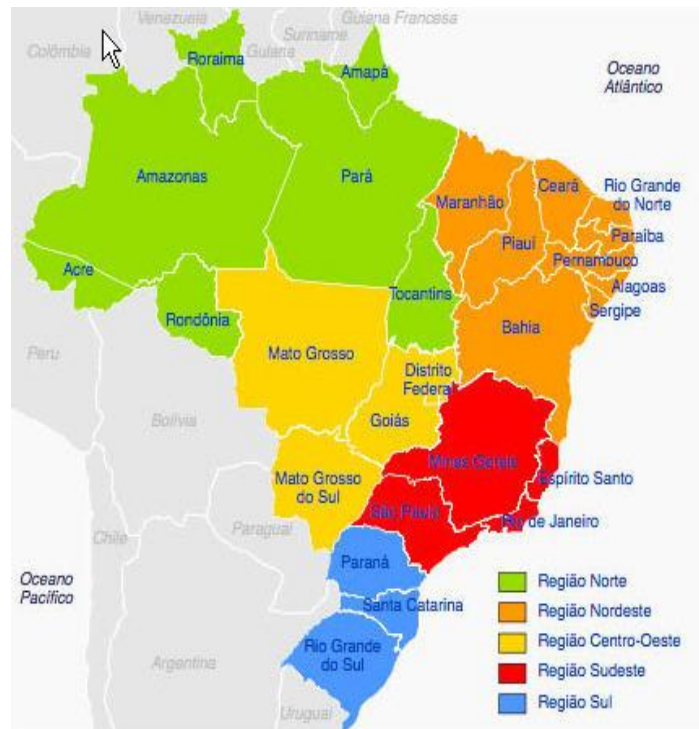 Venezuela
Guiana Francesa
Suriname
Colômbia
Guiana
Roraima
Amapá
Oceano
Atlântico
Amazonas
Pará
Maranhão
Ceará
Rio Grande
do Norte
Piauí
Paraíba
Pernambuco
Acre
Tocantins
Alagoas
Sergipe
Rondônia
Bahia
Mato Grosso
Distrito
Federal
Peru
Goiás
Bolívia
Minas Gerais
Mato Grosso
do Sul
Espírito Santo
São Paulo
Rio de Janeiro
Paraguai
Chile
Paraná
Oceano
Pacífico
Santa Catarina
Rio Grande
do Sul
Argentina
Uruguai
Região Norte
Região Nordeste
Região Centro-Oeste
Região Sudeste
Região Sul